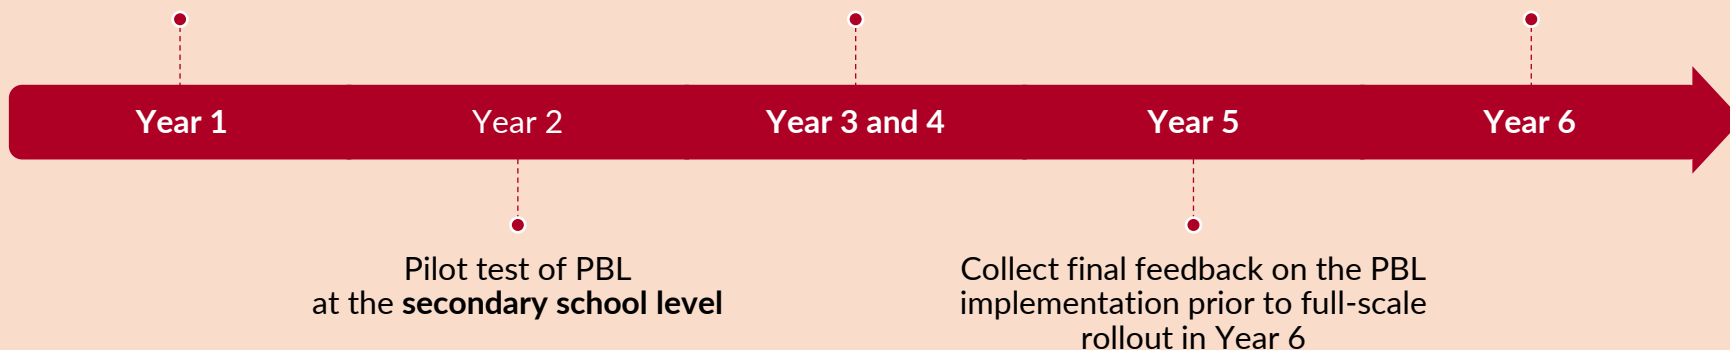 Year 1
Year 2
Year 3 and 4
Year 5
Year 6
Pilot test of PBL
at the secondary school level
Collect final feedback on the PBL
implementation prior to full-scale
rollout in Year 6